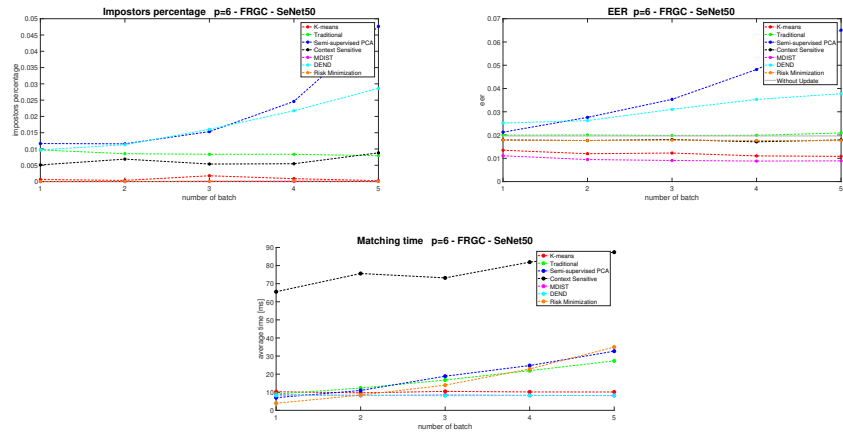 Impostors percentage p=6 - FRGC - SeNet50
0.05
0.045
0.04
0.035
0.03
0.025
0.02
0.015
0.01
0.005
0
impostors percentage
1
2
3
4
5
number of batch
K-means
Traditional
Semi-supervised PCA
Context Sensitive
MDIST
DEND
Risk Minimization
EER p=6 - FRGC - SeNet50
0.07
0.06
0.05
0.04
0.03
0.02
0.01
0
eer
1
2
3
4
5
number of batch
K-means
Traditional
Semi-supervised PCA
Context Sensitive
MDIST
DEND
Risk Minimization
Without Update
Matching time p=6 - FRGC - SeNet50
90
80
70
60
50
40
30
20
10
0
average time [ms]
1
2
3
4
5
number of batch
K-means
Traditional
Semi-supervised PCA
Context Sensitive
MDIST
DEND
Risk Minimization